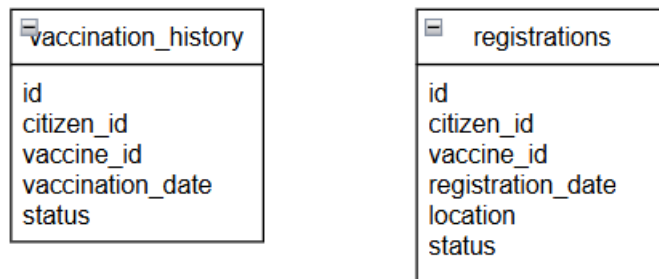 vaccination_history
id
citizen_id
vaccine_id
vaccination_date
status
registrations
id
citizen_id
vaccine_id
registration_date
location
status